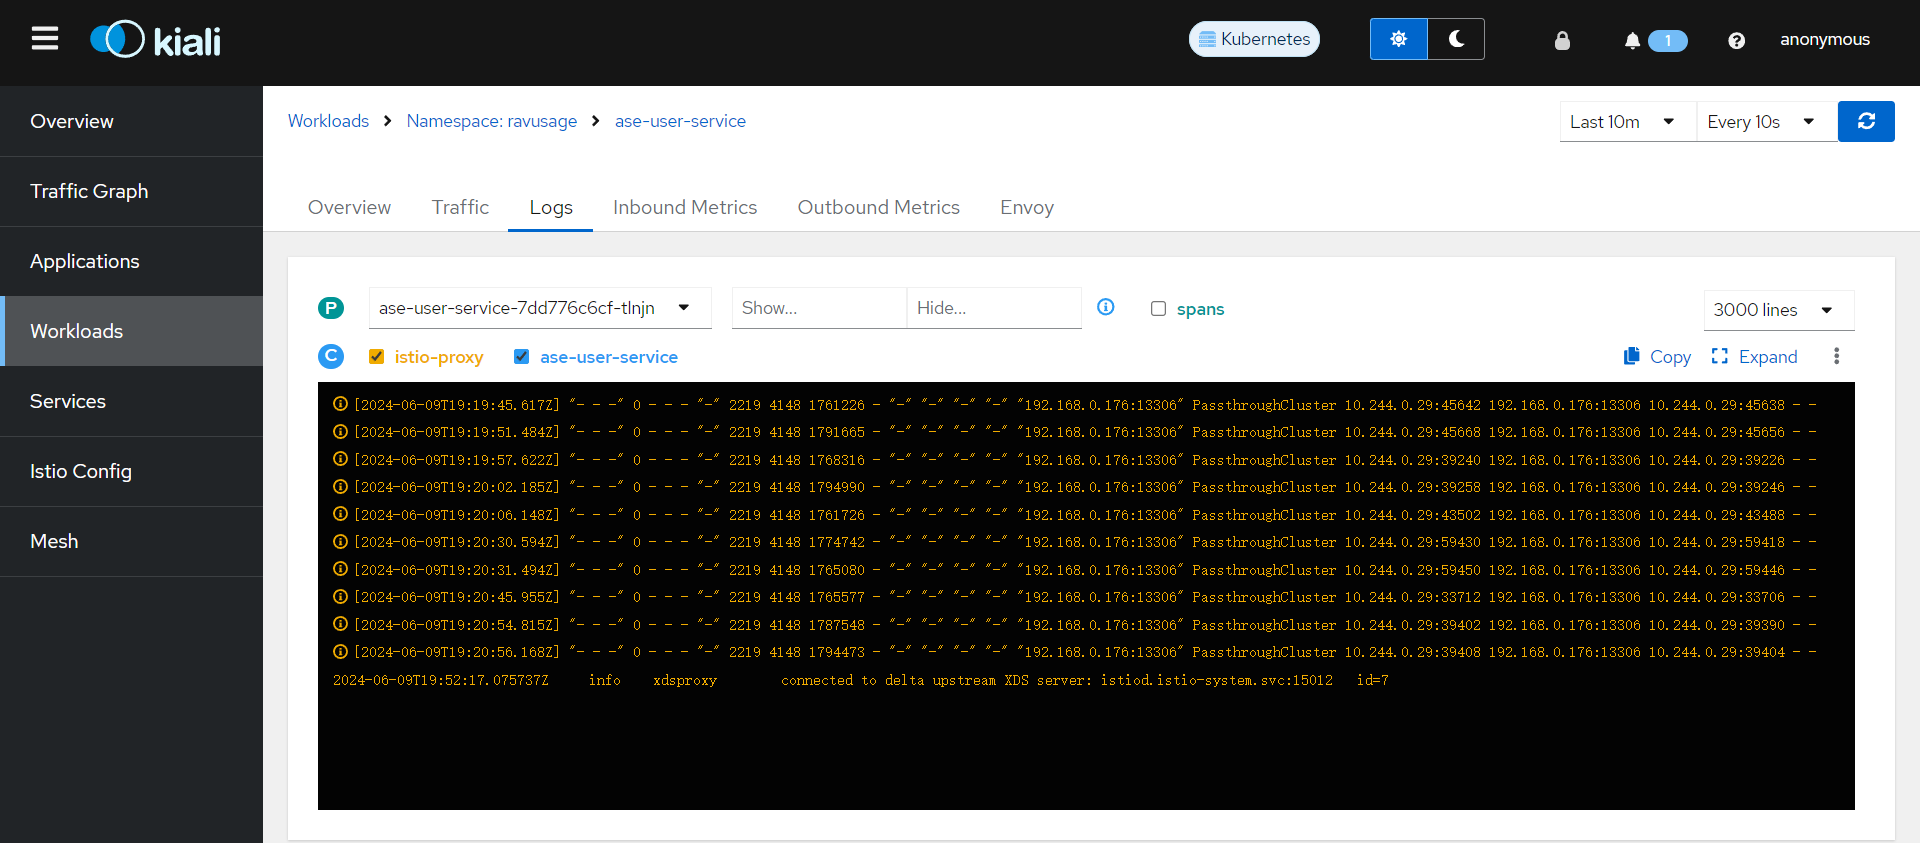 kiali
Kubernetes
1
anonymous
Overview
Traffic Graph
Applications
Workloads
Services
Istio Config
Mesh
Workloads Namespace: ravusage ase-user-service
Last 10m Every 10s
Overview Traffic Logs Inbound Metrics Outbound Metrics Envoy
P ase-user-service-7dd776c6cf-tlnjn Show... Hide... spans 3000 lines
C istio-proxy ase-user-service Copy Expand
[2024-06-09T19:19:45.617Z] "- - -" 0 - - - "-" 2219 4148 1761226 - "-" "-" "-" "-" "192.168.0.176:13306" PassthroughCluster 10.244.0.29:45642 192.168.0.176:13306 10.244.0.29:45638 - -
[2024-06-09T19:19:51.484Z] "- - -" 0 - - - "-" 2219 4148 1791665 - "-" "-" "-" "-" "192.168.0.176:13306" PassthroughCluster 10.244.0.29:45668 192.168.0.176:13306 10.244.0.29:45656 - -
[2024-06-09T19:19:57.622Z] "- - -" 0 - - - "-" 2219 4148 1768316 - "-" "-" "-" "-" "192.168.0.176:13306" PassthroughCluster 10.244.0.29:39240 192.168.0.176:13306 10.244.0.29:39226 - -
[2024-06-09T19:20:02.185Z] "- - -" 0 - - - "-" 2219 4148 1794990 - "-" "-" "-" "-" "192.168.0.176:13306" PassthroughCluster 10.244.0.29:39258 192.168.0.176:13306 10.244.0.29:39246 - -
[2024-06-09T19:20:06.148Z] "- - -" 0 - - - "-" 2219 4148 1761726 - "-" "-" "-" "-" "192.168.0.176:13306" PassthroughCluster 10.244.0.29:43502 192.168.0.176:13306 10.244.0.29:43488 - -
[2024-06-09T19:20:30.594Z] "- - -" 0 - - - "-" 2219 4148 1774742 - "-" "-" "-" "-" "192.168.0.176:13306" PassthroughCluster 10.244.0.29:59430 192.168.0.176:13306 10.244.0.29:59418 - -
[2024-06-09T19:20:31.494Z] "- - -" 0 - - - "-" 2219 4148 1765080 - "-" "-" "-" "-" "192.168.0.176:13306" PassthroughCluster 10.244.0.29:59450 192.168.0.176:13306 10.244.0.29:59446 - -
[2024-06-09T19:20:45.955Z] "- - -" 0 - - - "-" 2219 4148 1765577 - "-" "-" "-" "-" "192.168.0.176:13306" PassthroughCluster 10.244.0.29:33712 192.168.0.176:13306 10.244.0.29:33706 - -
[2024-06-09T19:20:54.815Z] "- - -" 0 - - - "-" 2219 4148 1787548 - "-" "-" "-" "-" "192.168.0.176:13306" PassthroughCluster 10.244.0.29:39402 192.168.0.176:13306 10.244.0.29:39390 - -
[2024-06-09T19:20:56.168Z] "- - -" 0 - - - "-" 2219 4148 1794473 - "-" "-" "-" "-" "192.168.0.176:13306" PassthroughCluster 10.244.0.29:39408 192.168.0.176:13306 10.244.0.29:39404 - -
2024-06-09T19:52:17.075737Z info xdsproxy connected to delta upstream XDS server: istiod.istio-system.svc:15012 id=7